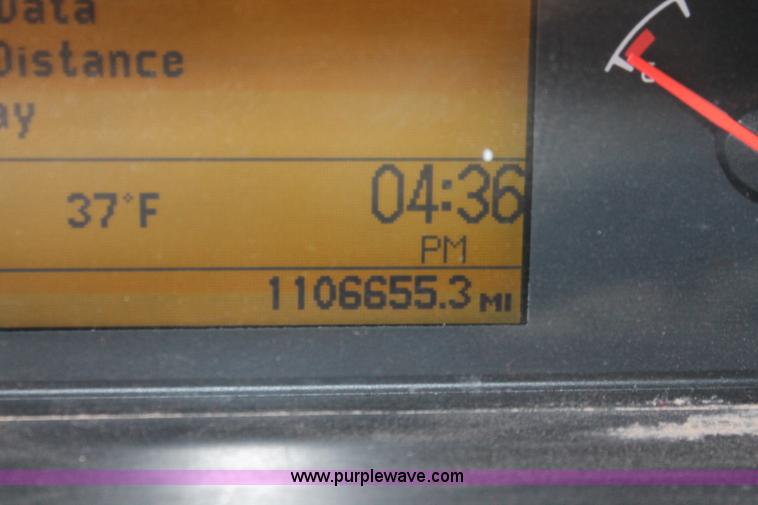 Data
Distance
ay
37°F
04:36
PM
1106655.3 MI
www.purplewave.com